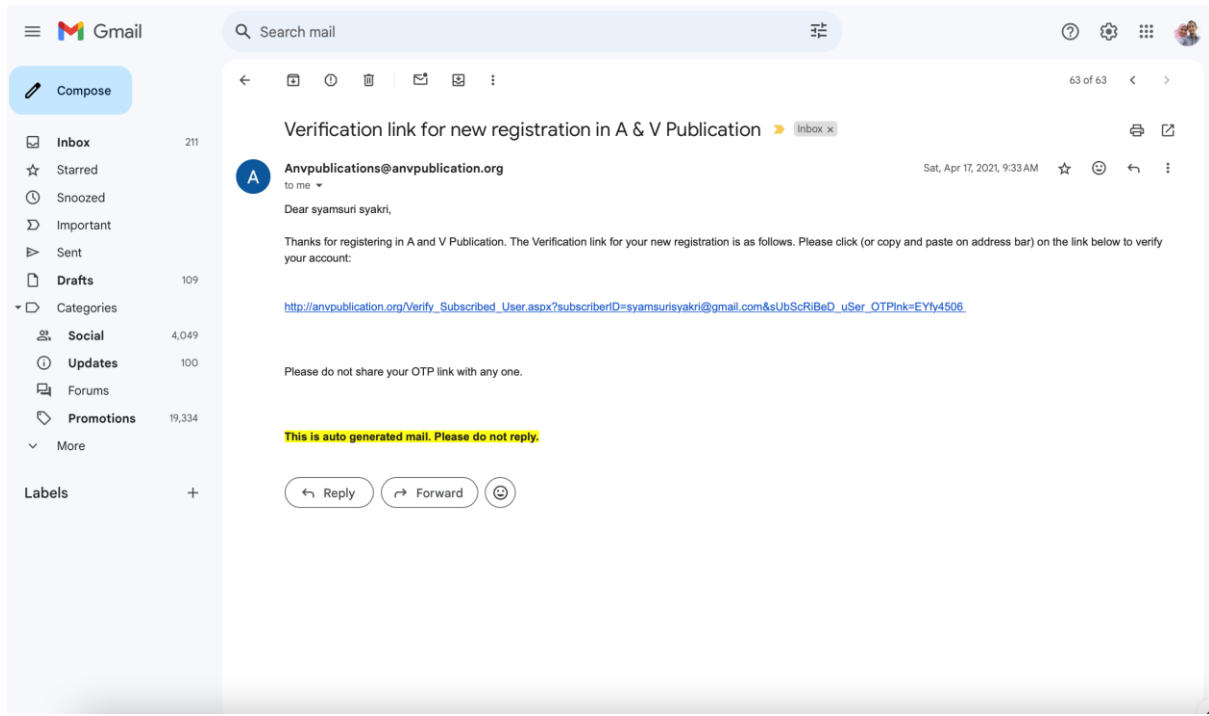 Gmail
Search mail
Compose
63 of 63
Inbox 211
Starred
Snoozed
Important
Sent
Drafts 109
Categories
Social 4,049
Updates 100
Forums
Promotions 19,334
More
Labels
Verification link for new registration in A & V Publication Inbox x
A
Anvpublications@anvpublication.org Sat, Apr 17, 2021, 9:33 AM
to me
Dear syamsuri syakri,
Thanks for registering in A and V Publication. The Verification link for your new registration is as follows. Please click (or copy and paste on address bar) on the link below to verify
your account:
http://anvpublication.org/Verify_Subscribed_User.aspx?subscriberID=syamsurisyakri@gmail.com&sUbScRiBeD_uSer_OTPlnk=EYfy4506
Please do not share your OTP link with any one.
This is auto generated mail. Please do not reply.
Reply Forward